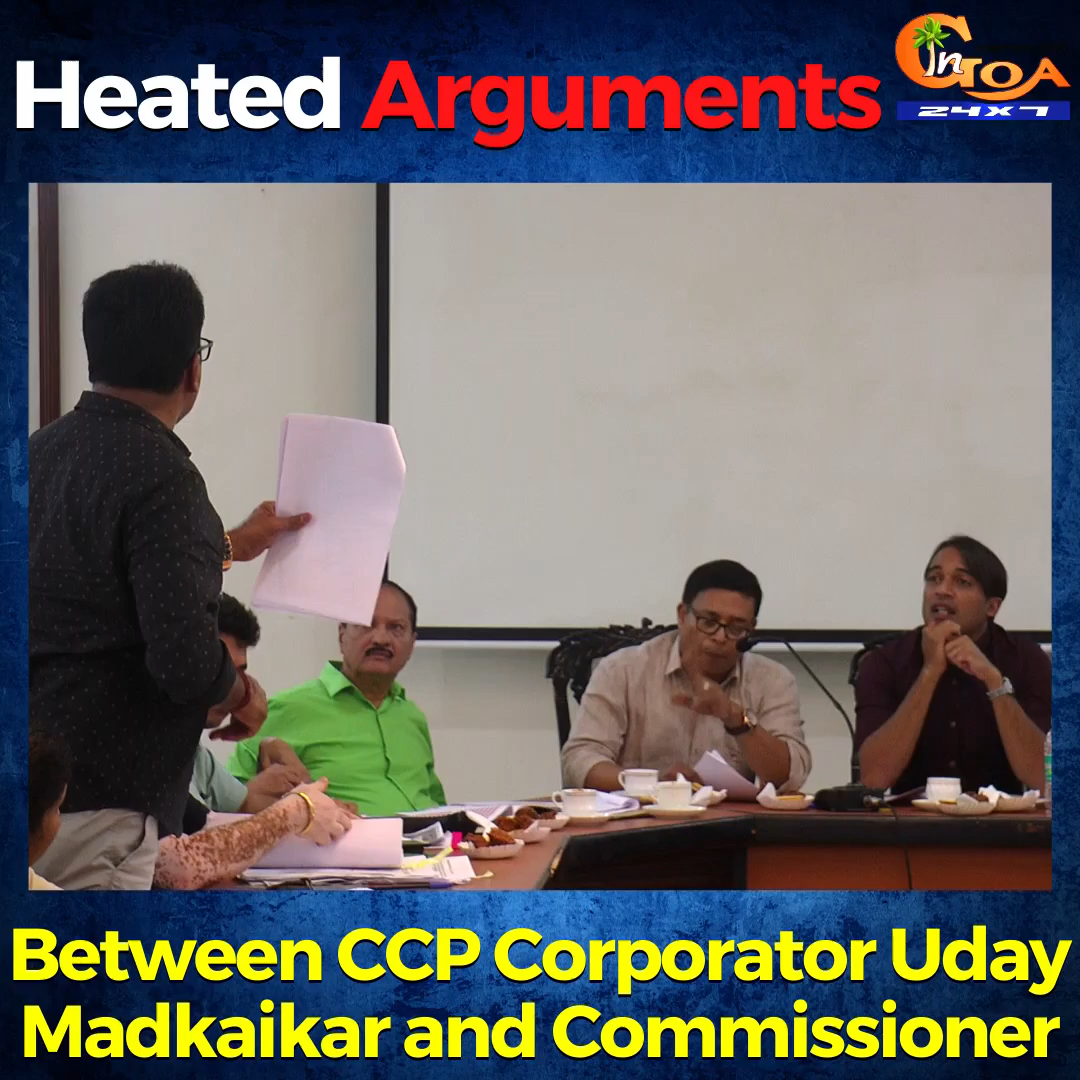 Heated Arguments
In GOA
24X7
Between CCP Corporator Uday
Madkaikar and Commissioner